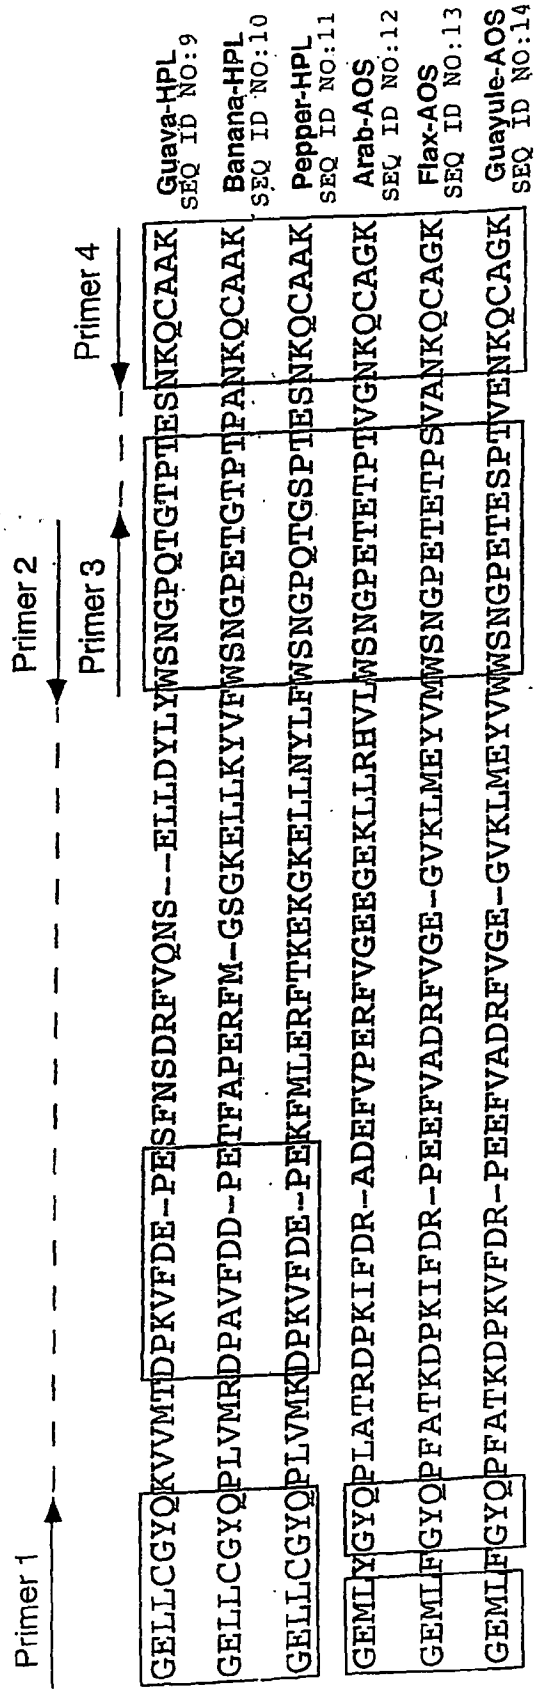 Primer 1 Primer 2
Primer 3 Primer 4
GELLCGYQKVVMTDPKVFDE-PESFNSDRFVQNS---ELLDYLYWSNGPQTGTPTESNKQCAAK Guava-HPL
SEQ ID NO:9
GELLCGYQPLVMRDPAVFDD-PETFAPERFM-GSGKELLKYVFWSNGPETGTPTPANKQCAAK Banana-HPL
SEQ ID NO:10
GELLCGYQPLVMKDPKVFDE-PEKFMLERFTKEKGKELLNYLFWSNGPQTGSPTESNKQCAAK Pepper-HPL
SEQ ID NO:11
GEMLYGYQPLATRDPKIFDR-ADEFVPERFVGEEGEKLLRHVLWSNGPETETPTVGNKQCAGK Arab-AOS
SEQ ID NO:12
GEMLFGYQPFATKDPKIFDR-PEEFVADRFVGE-GVKLMEYVMWSNGPETETPSVANKQCAGK Flax-AOS
SEQ ID NO:13
GEMLFGYQPFATKDPKVFDR-PEEFVADRFVGE-GVKLMEYVWWSNGPETESPTVENKQCAGK Guayule-AOS
SEQ ID NO:14